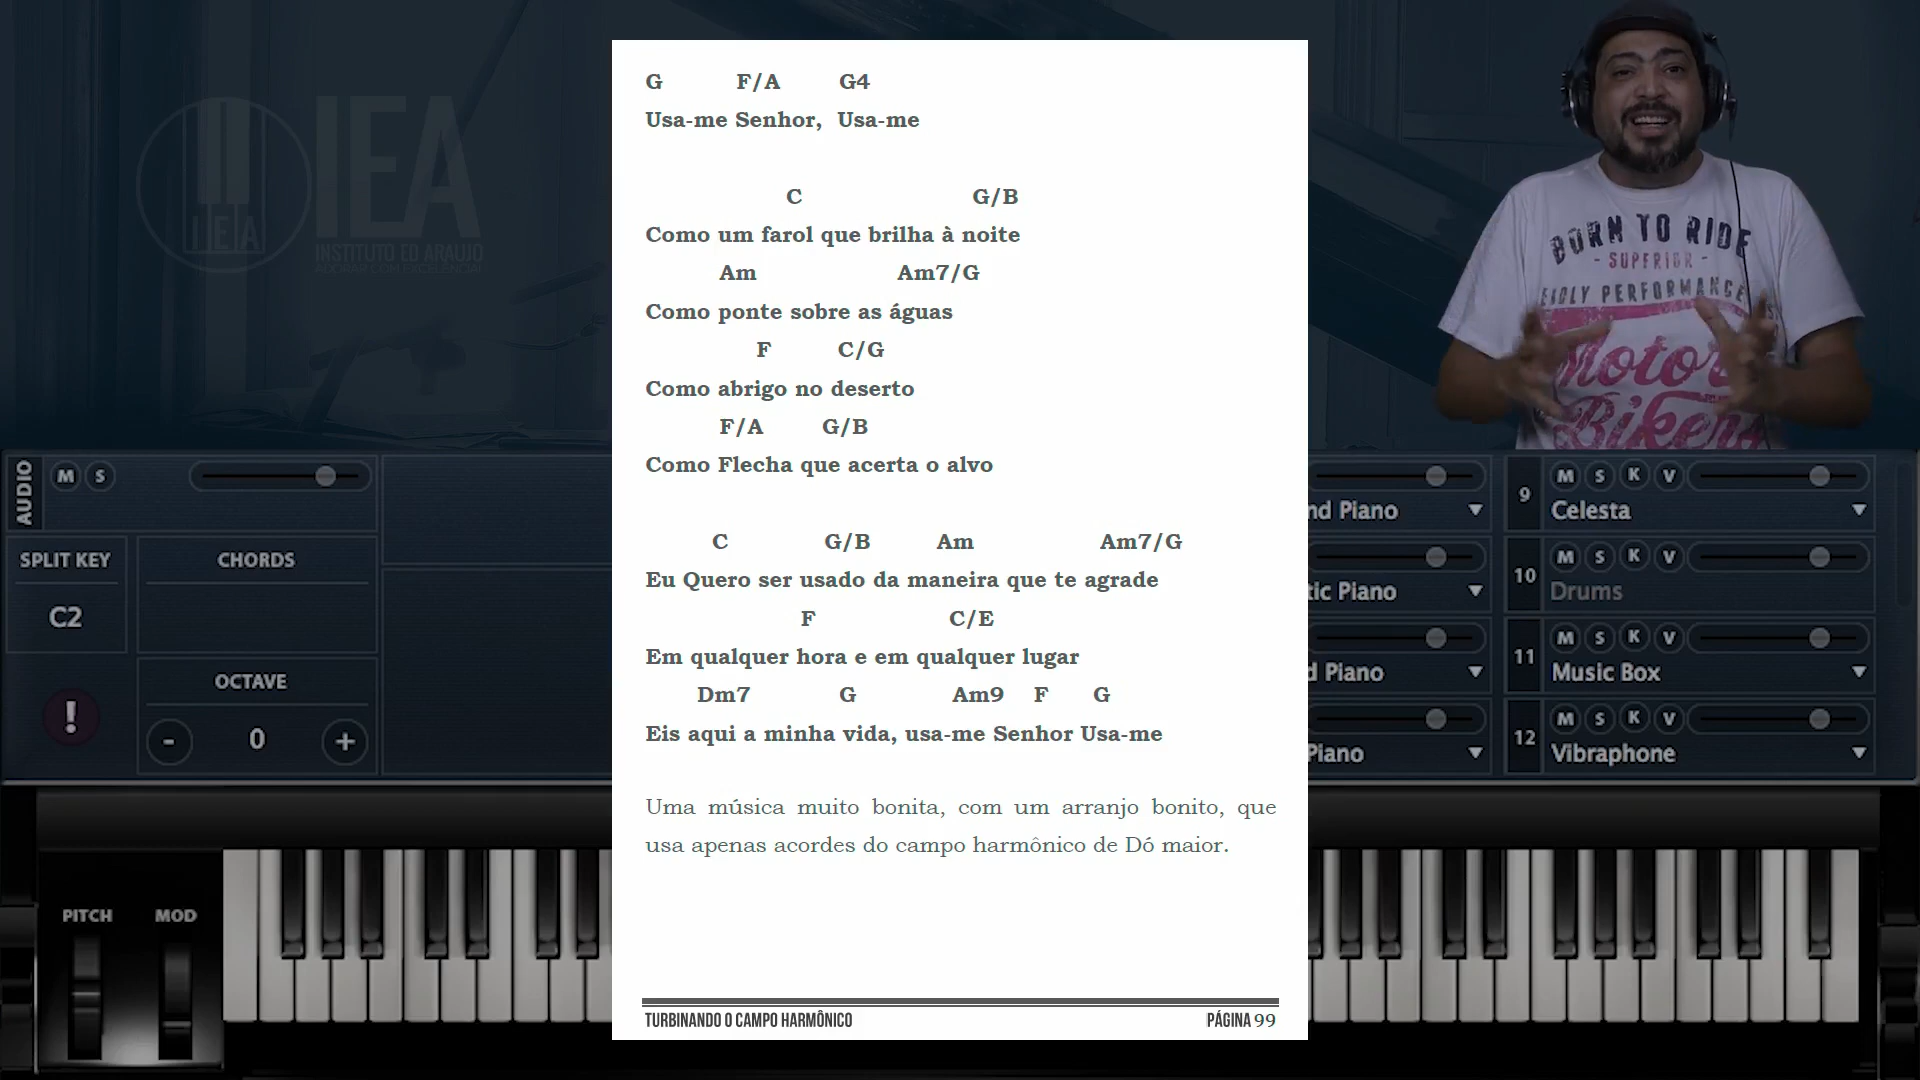 G F/A G4
Usa-me Senhor, Usa-me
C G/B
Como um farol que brilha à noite
Am Am7/G
Como ponte sobre as águas
F C/G
Como abrigo no deserto
F/A G/B
Como Flecha que acerta o alvo
C G/B Am Am7/G
Eu Quero ser usado da maneira que te agrade
F C/E
Em qualquer hora e em qualquer lugar
Dm7 G Am9 F G
Eis aqui a minha vida, usa-me Senhor Usa-me
Uma música muito bonita, com um arranjo bonito, que
usa apenas acordes do campo harmônico de Dó maior.
TURBINANDO O CAMPO HARMÔNICO PÁGINA 99
IEA
IEA
INSTITUTO ED ARAUJO
ADORAR COM EXCELÊNCIA!
BORN TO RIDE
- SUPERIOR -
PERFORMANCE
Motor
Bikers
AUDIO M S
SPLIT KEY
C2
CHORDS
!
OCTAVE
- 0 +
PITCH MOD
nd Piano
tic Piano
d Piano
Piano
9 M S K V
Celesta
10 M S K V
Drums
11 M S K V
Music Box
12 M S K V
Vibraphone